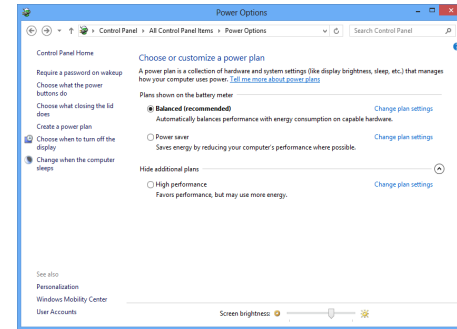 Power Options
Control Panel > All Control Panel Items > Power Options
Search Control Panel
Control Panel Home
Require a password on wakeup
Choose what the power
buttons do
Choose what closing the lid
does
Create a power plan
Choose when to turn off the
display
Change when the computer
sleeps
Choose or customize a power plan
A power plan is a collection of hardware and system settings (like display brightness, sleep, etc.) that manages
how your computer uses power. Tell me more about power plans
Plans shown on the battery meter
Balanced (recommended) Change plan settings
Automatically balances performance with energy consumption on capable hardware.
Power saver Change plan settings
Saves energy by reducing your computer's performance where possible.
Hide additional plans
High performance Change plan settings
Favors performance, but may use more energy.
See also
Personalization
Windows Mobility Center
User Accounts
Screen brightness: